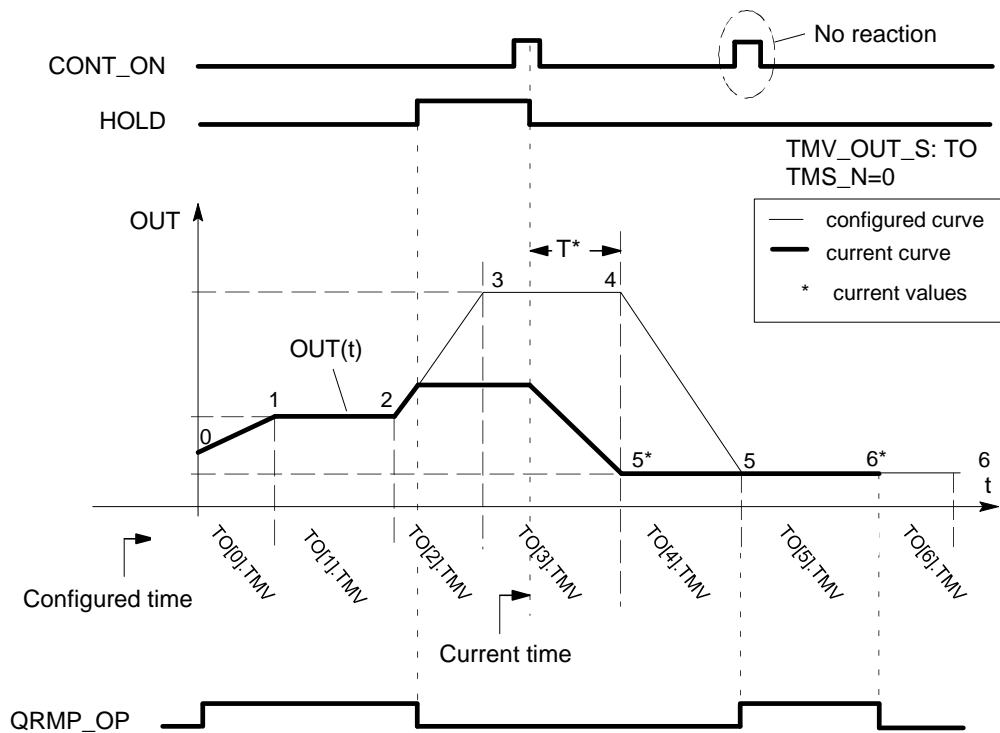 CONT_ON
No reaction
HOLD
TMV_OUT_S: TO
TMS_N=0
OUT
configured curve
current curve
* current values
T*
3
4
OUT(t)
0
1
2
5*
5
6*
6
t
TO[0].TMV
TO[1].TMV
TO[2].TMV
TO[3].TMV
TO[4].TMV
TO[5].TMV
TO[6].TMV
Configured time
Current time
QRMP_OP